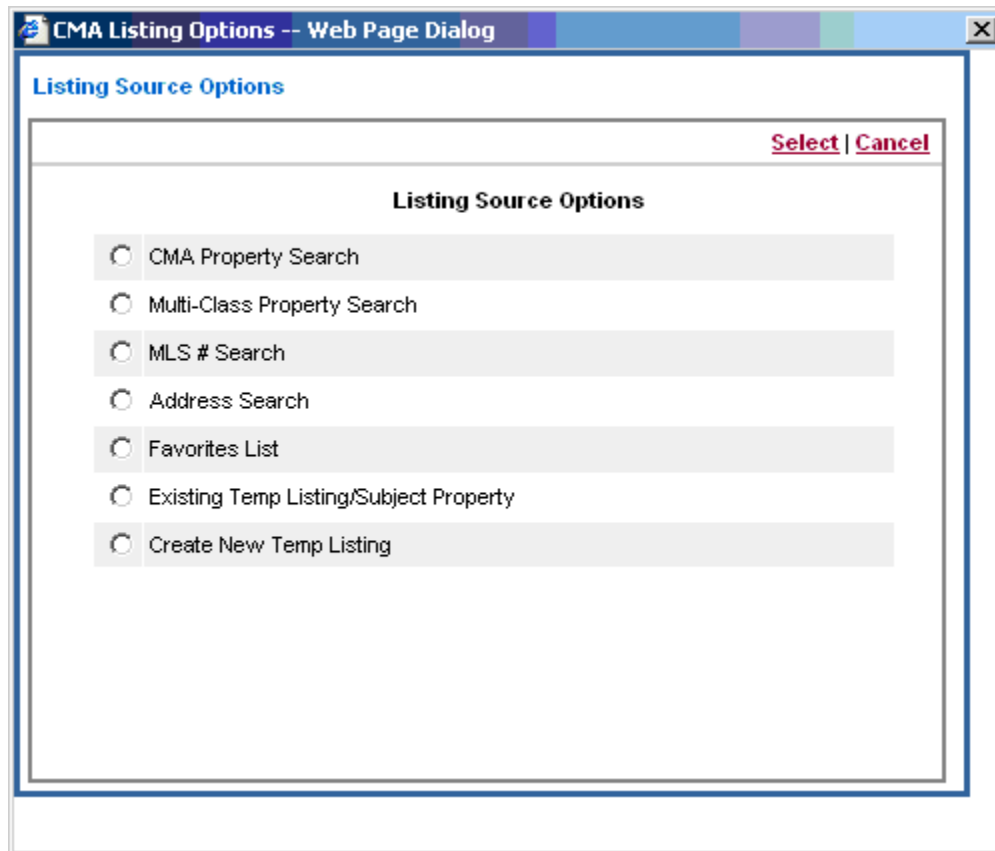 CMA Listing Options -- Web Page Dialog
Listing Source Options
Select | Cancel
Listing Source Options
CMA Property Search
Multi-Class Property Search
MLS # Search
Address Search
Favorites List
Existing Temp Listing/Subject Property
Create New Temp Listing